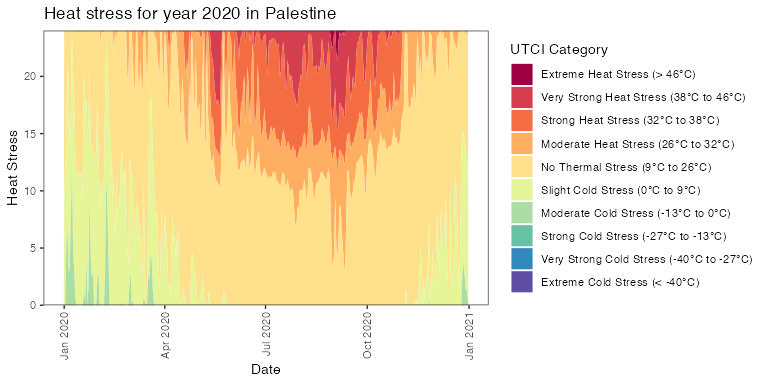 Heat stress for year 2020 in Palestine
Heat Stress
20
15
10
5
0
Jan 2020
Apr 2020
Jul 2020
Oct 2020
Jan 2021
Date
UTCI Category
Extreme Heat Stress (> 46°C)
Very Strong Heat Stress (38°C to 46°C)
Strong Heat Stress (32°C to 38°C)
Moderate Heat Stress (26°C to 32°C)
No Thermal Stress (9°C to 26°C)
Slight Cold Stress (0°C to 9°C)
Moderate Cold Stress (-13°C to 0°C)
Strong Cold Stress (-27°C to -13°C)
Very Strong Cold Stress (-40°C to -27°C)
Extreme Cold Stress (< -40°C)